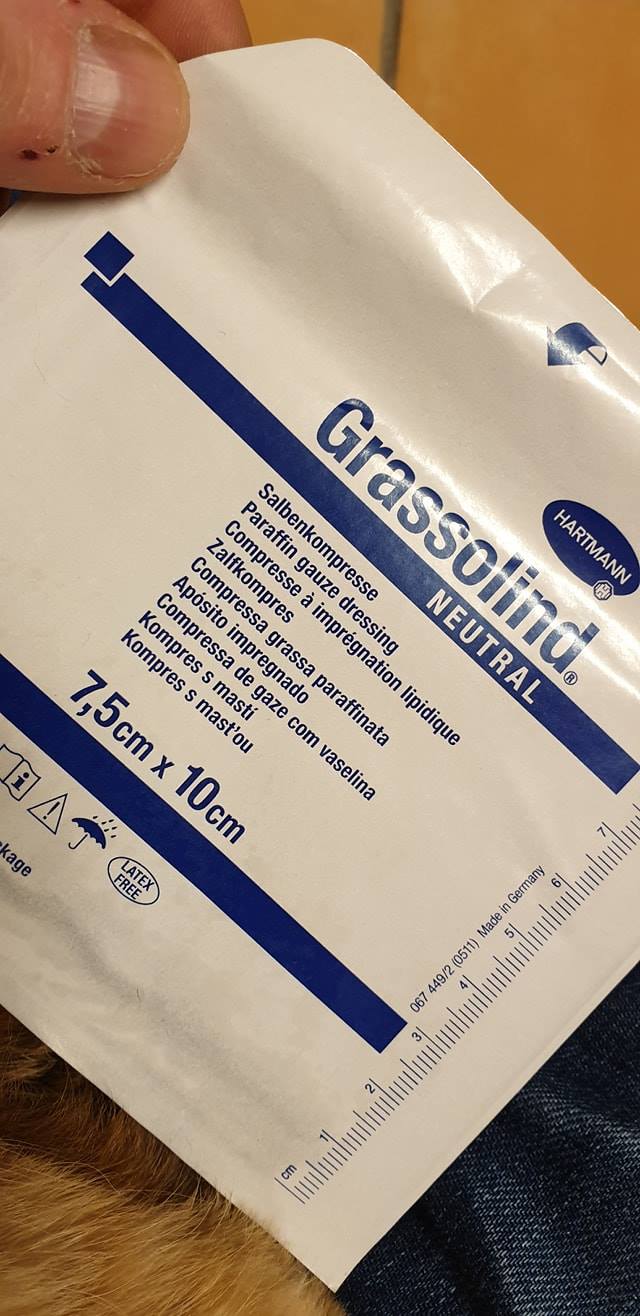 HARTMANN
Grassolind®
NEUTRAL
Salbenkompresse
Paraffin gauze dressing
Compresse à imprégnation lipidique
Zalfkompres
Compressa grassa paraffinata
Apósito impregnado
Compressa de gaze com vaselina
Kompres s mastí
Kompres s mast'ou
7,5cm x 10cm
i
kage
LATEX
FREE
067 449/2 (0511) Made in Germany
cm 1 2 3 4 5 6 7